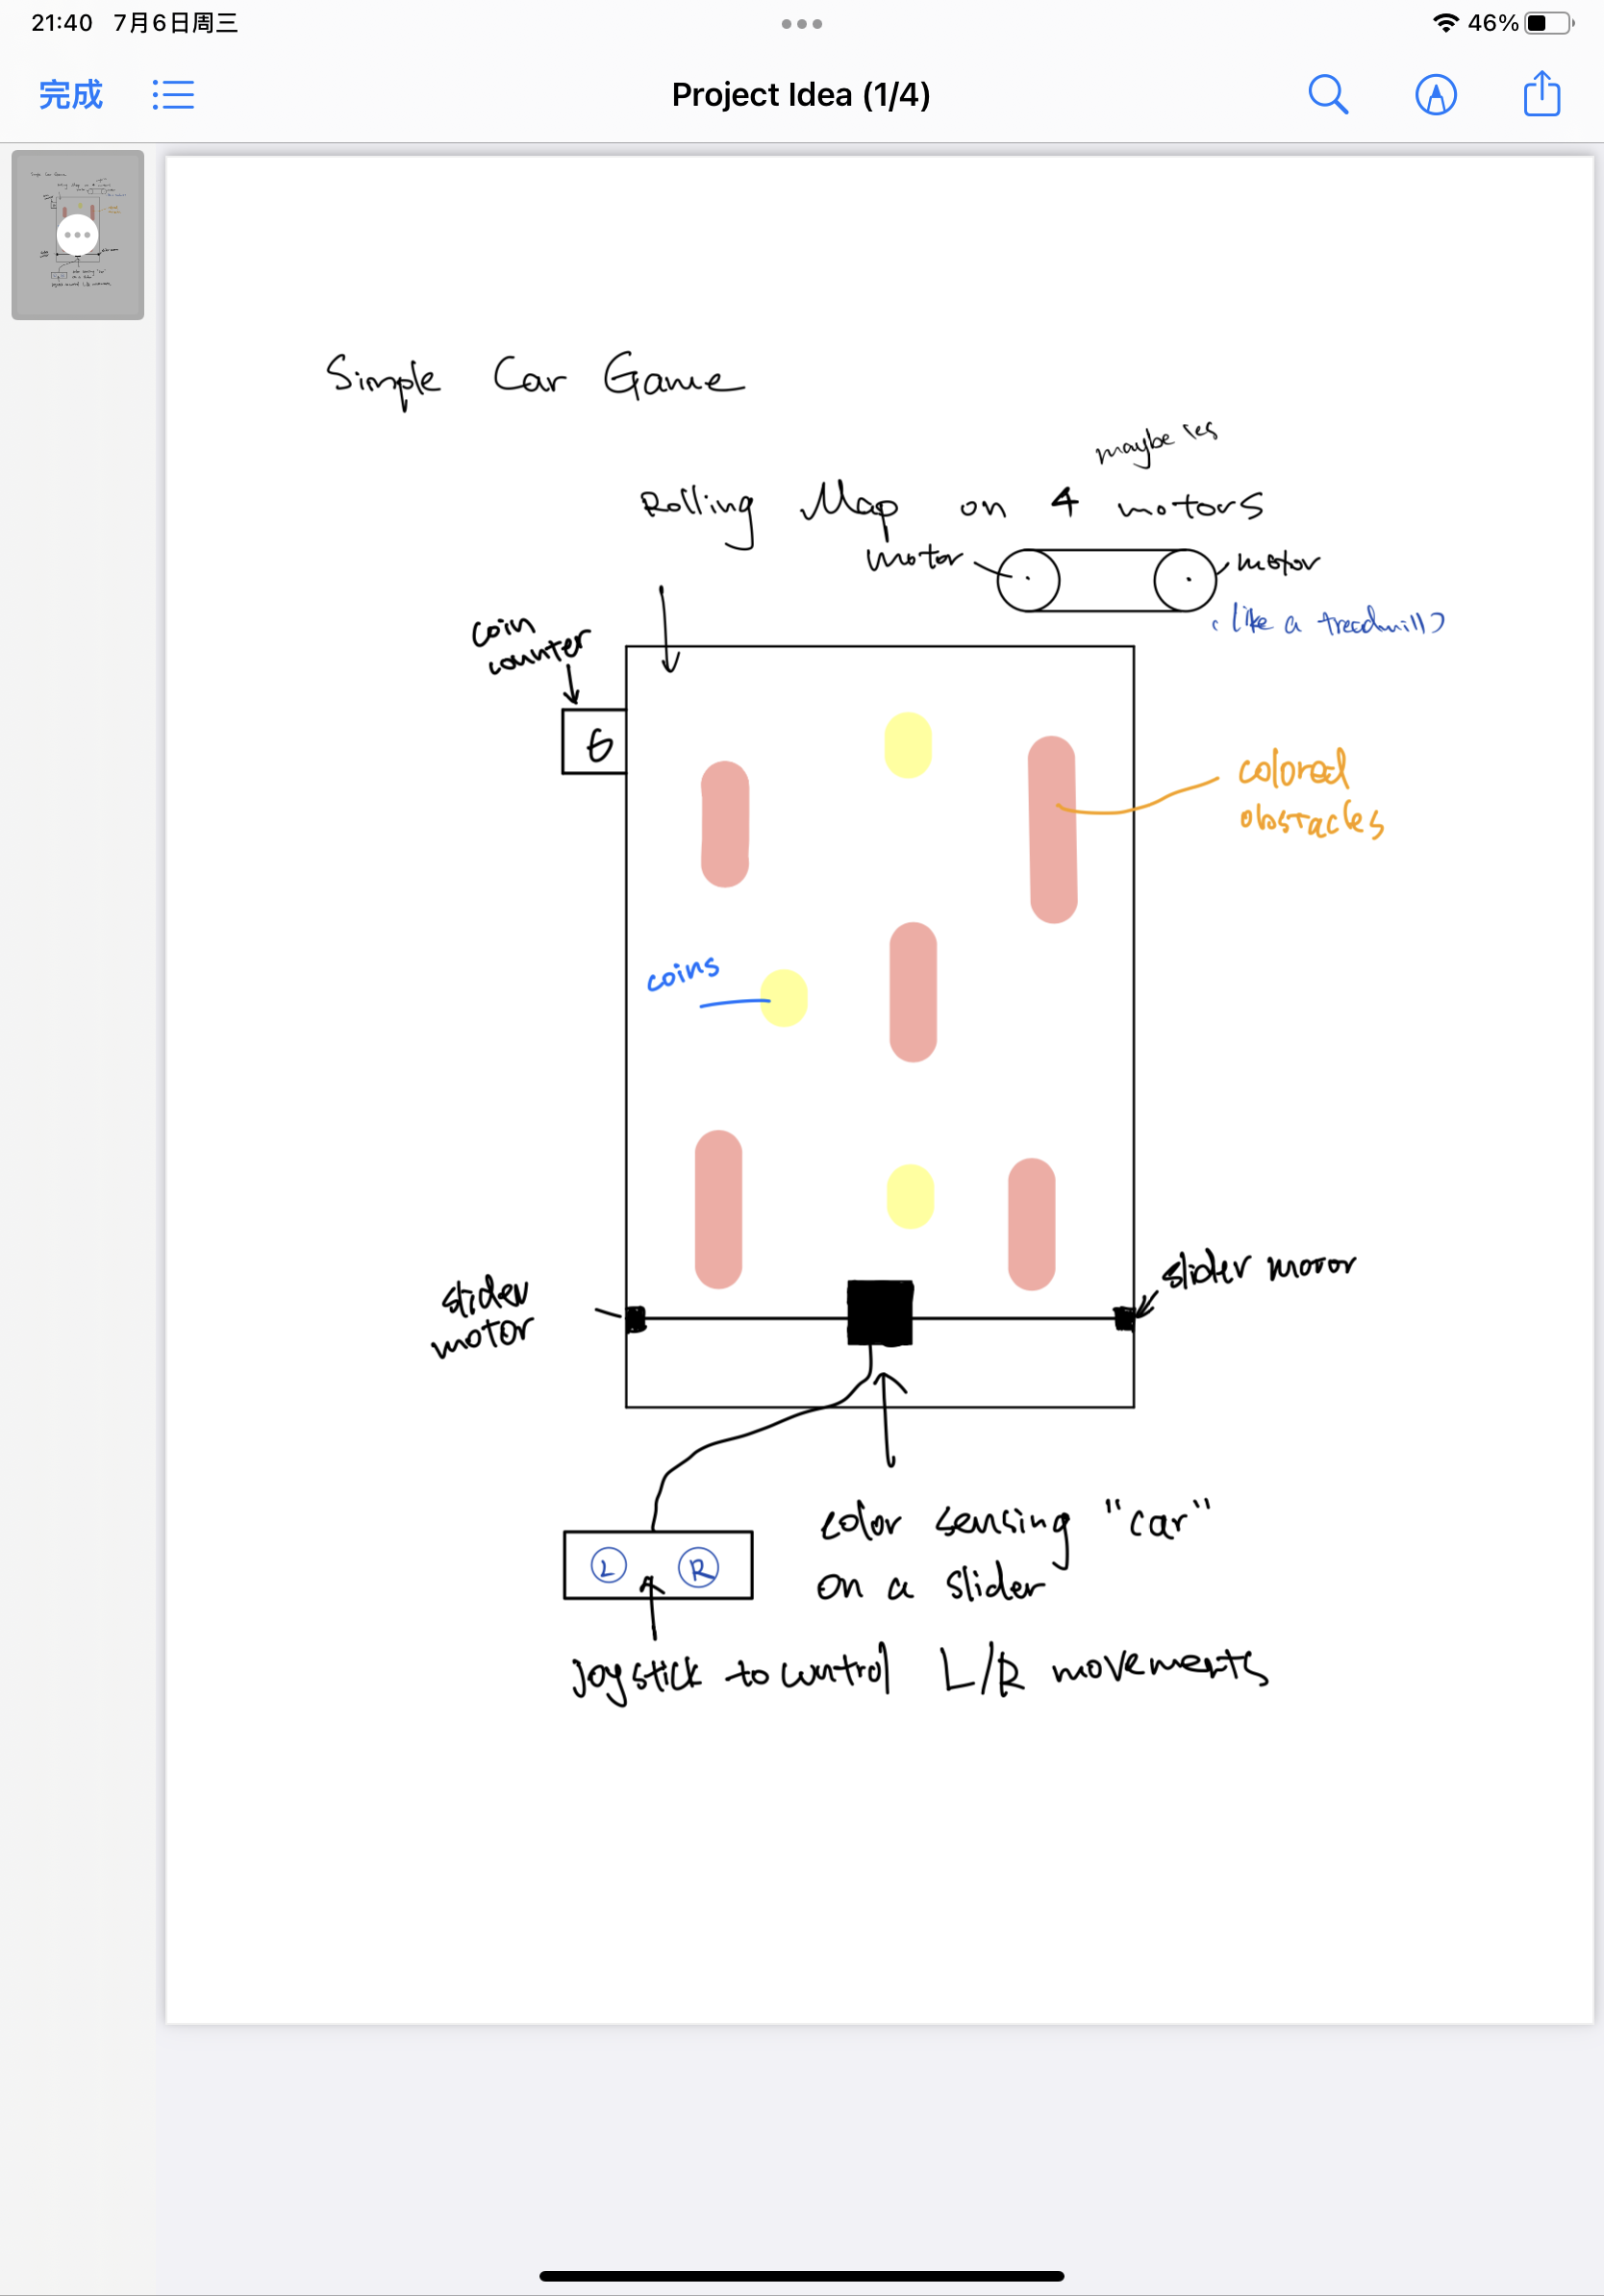 21:40 7月6日周三
46%
完成
Project Idea (1/4)
Simple Car Game
maybe
Rolling Map on 4 motors
motor
motor
(like a treadmill)
coin
counter
6
colored
obstacles
coins
slider
motor
slider motor
L R
color sensing "car"
on a slider
joystick to control L/R movements